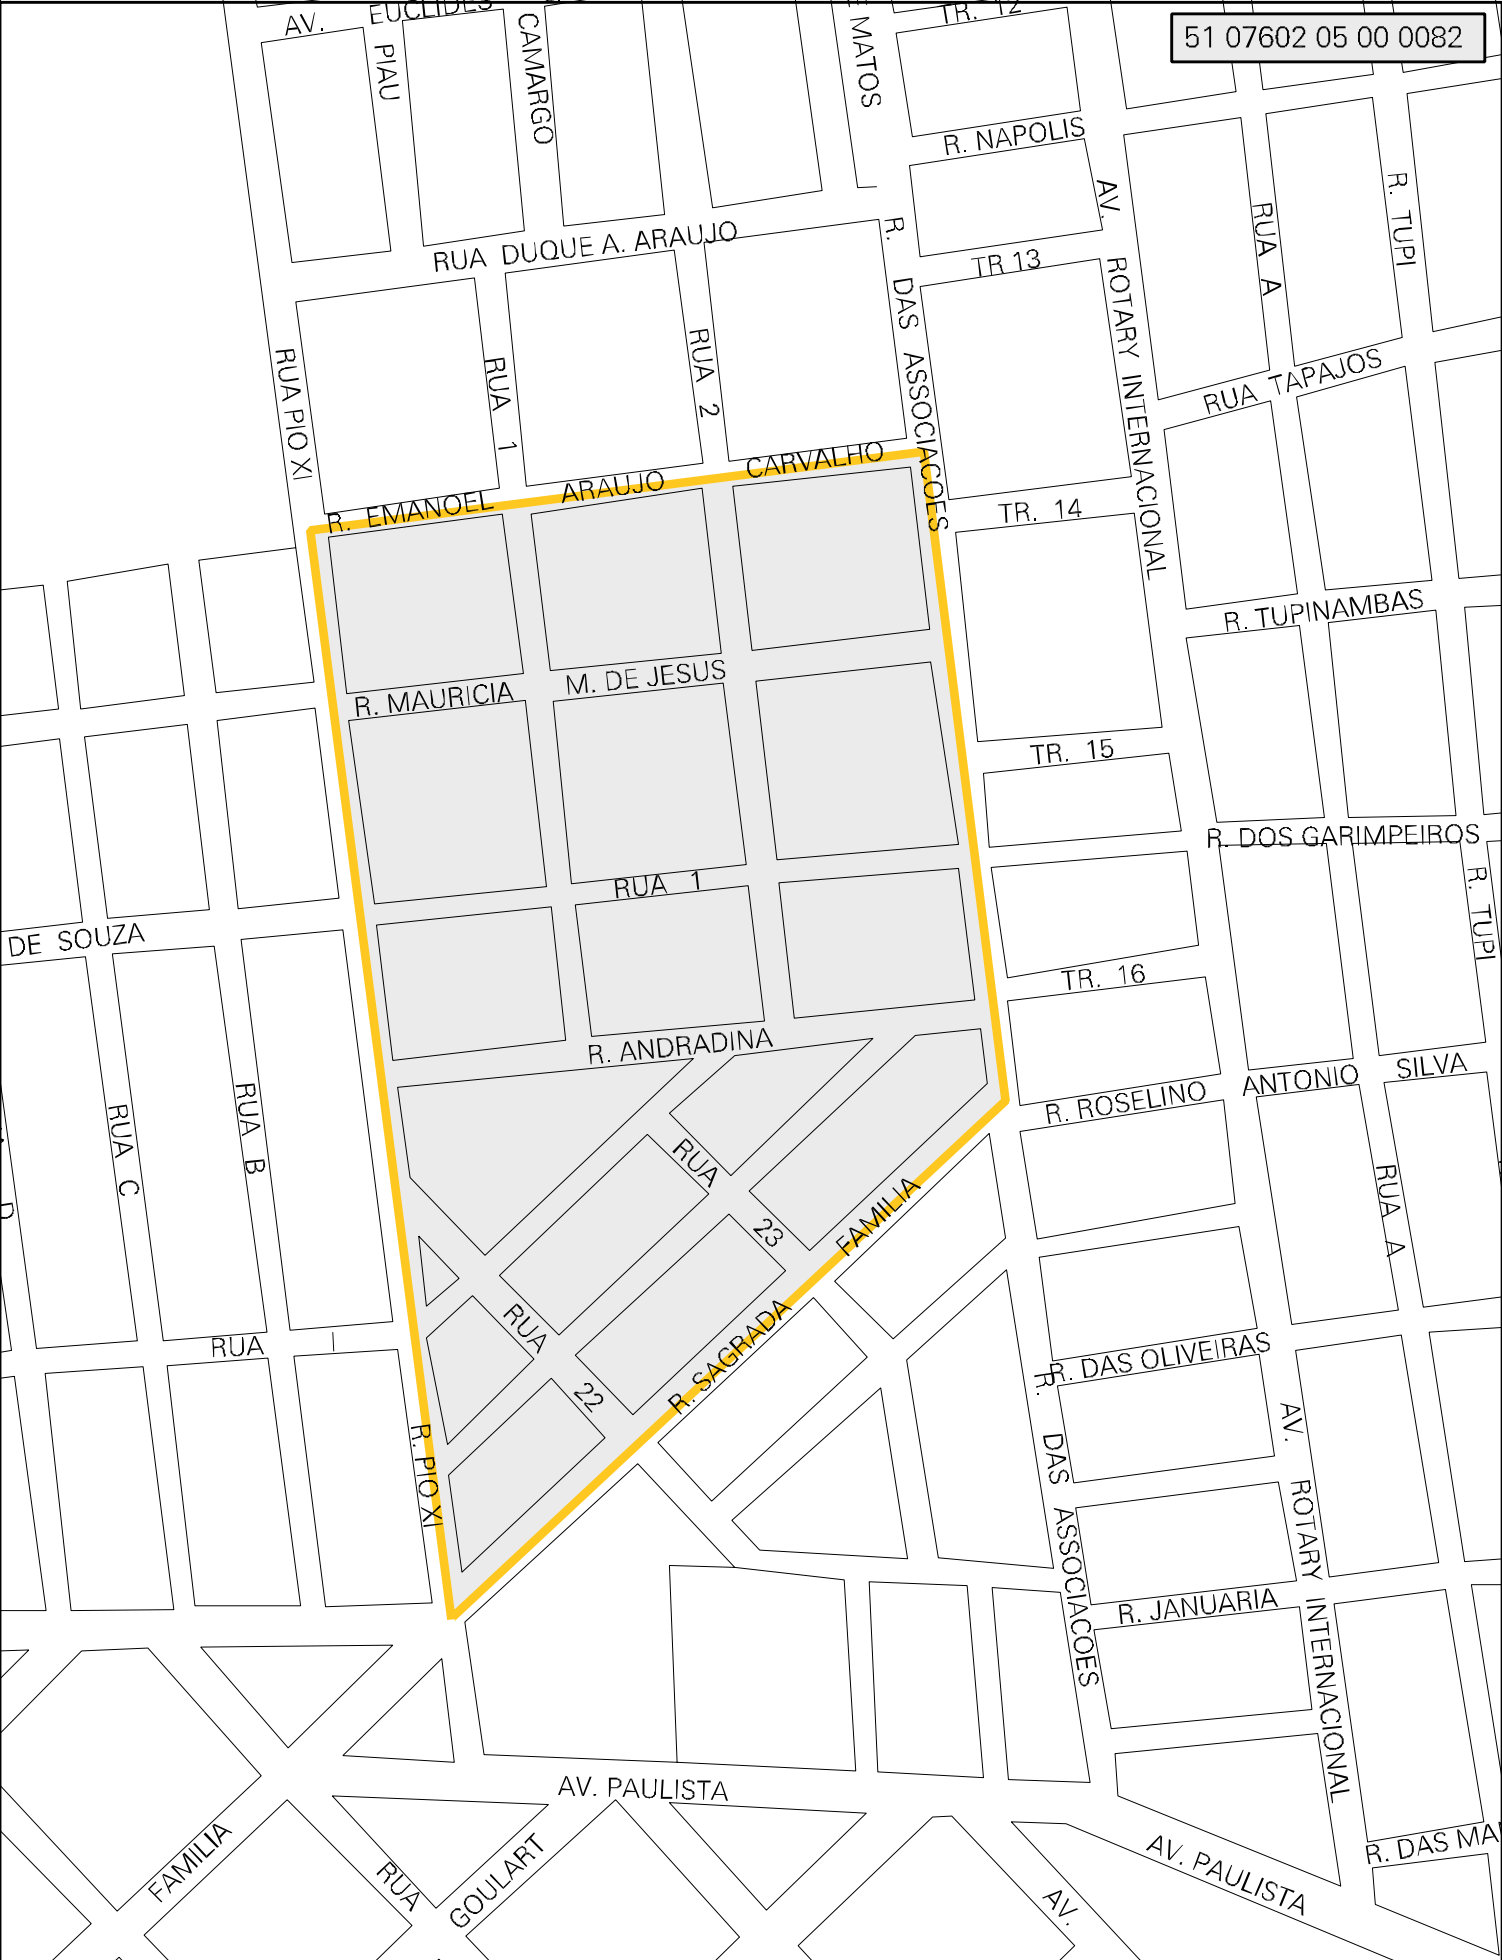 AV. EUCLIDES
TR. 12
51 07602 05 00 0082
PIAU
CAMARGO
E MATOS
R. NAPOLIS
R. TUPI
AV. ROTARY INTERNACIONAL
RUA A
R. DAS ASSOCIACOES
RUA DUQUE A. ARAUJO
TR 13
RUA PIO XI
RUA 1
RUA 2
RUA TAPAJOS
R. EMANOEL ARAUJO CARVALHO
TR. 14
R. TUPINAMBAS
R. MAURICIA M. DE JESUS
TR. 15
R. DOS GARIMPEIROS
RUA 1
R. TUPI
DE SOUZA
TR. 16
R. ANDRADINA
R. ROSELINO ANTONIO SILVA
RUA B
RUA C
D
RUA 23
RUA A
R. SAGRADA FAMILIA
RUA 22
RUA I
R. DAS OLIVEIRAS
R. DAS ASSOCIACOES
AV. ROTARY INTERNACIONAL
R. PIO XI
R. JANUARIA
AV. PAULISTA
R. DAS MA
FAMILIA
RUA
GOULART
AV. PAULISTA
AV.